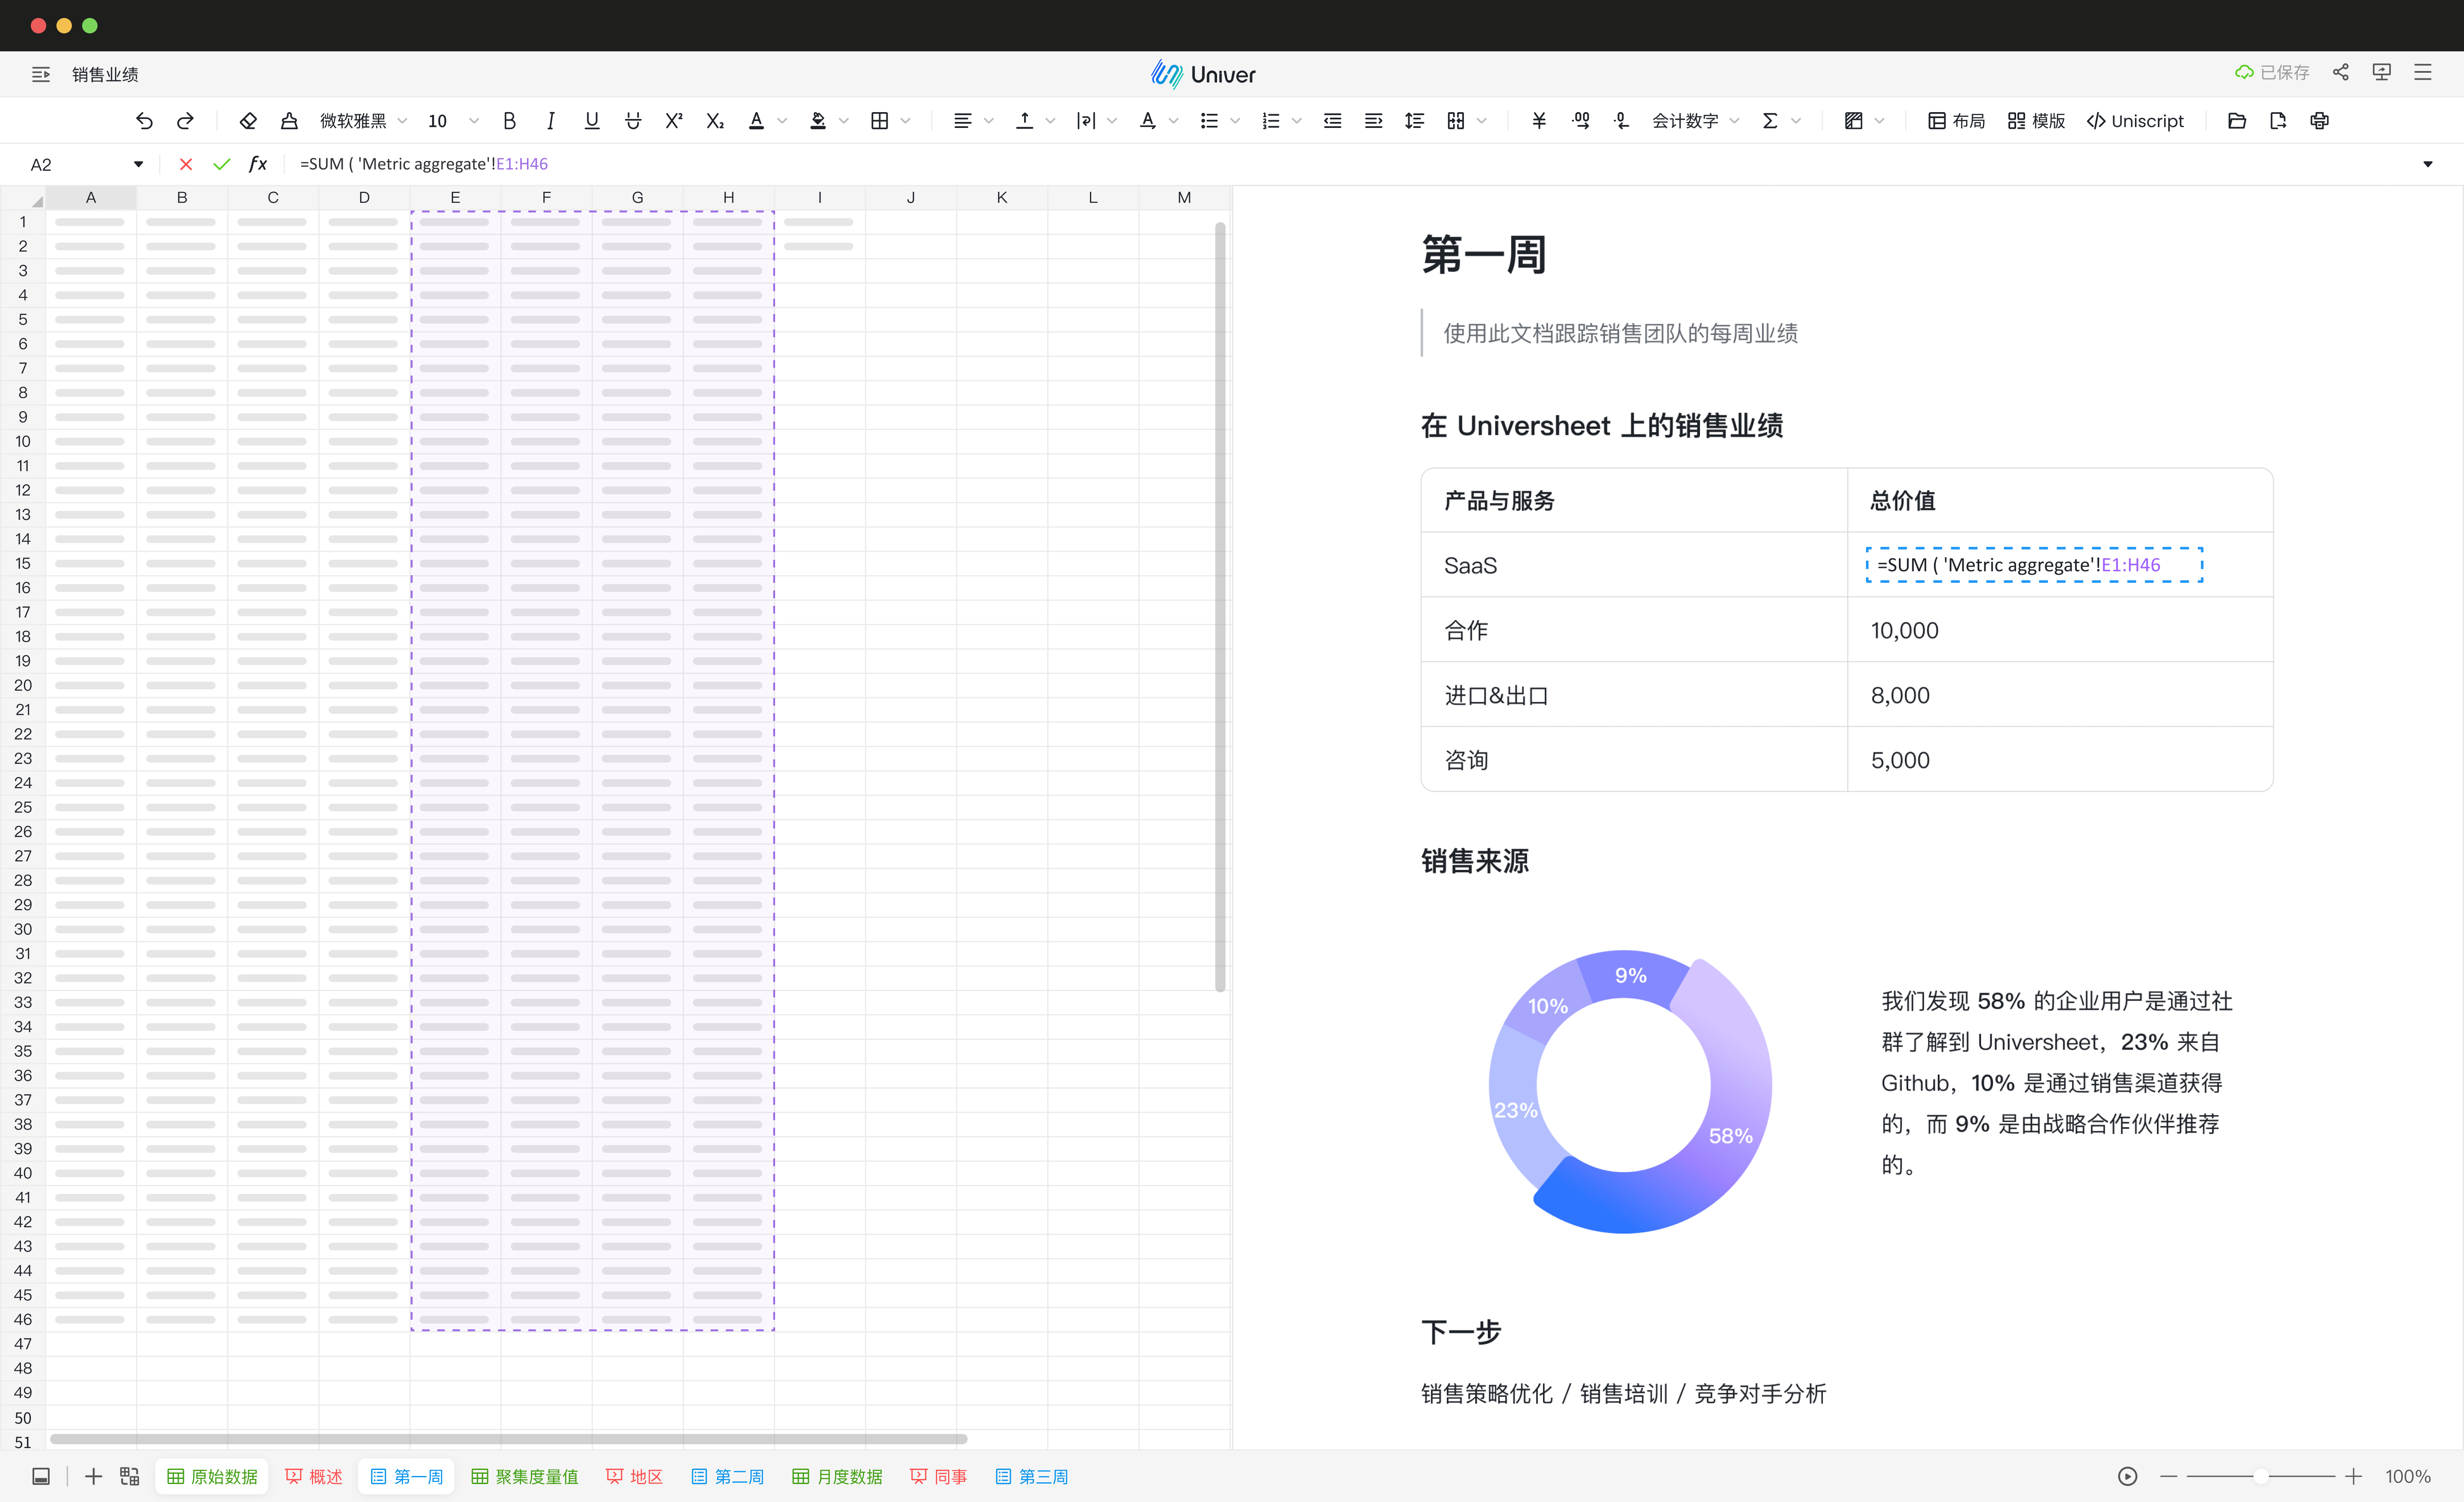 销售业绩
Univer
已保存
微软雅黑 10 B I U X² X₂ A A ¥ .00 .0 会计数字 Σ 布局 模版 </> Uniscript
A2 fx =SUM ( 'Metric aggregate'!E1:H46
A B C D E F G H I J K L M
1
2
3
4
5
6
7
8
9
10
11
12
13
14
15
16
17
18
19
20
21
22
23
24
25
26
27
28
29
30
31
32
33
34
35
36
37
38
39
40
41
42
43
44
45
46
47
48
49
50
51
第一周
使用此文档跟踪销售团队的每周业绩
在 Universheet 上的销售业绩
产品与服务 总价值
SaaS =SUM ( 'Metric aggregate'!E1:H46
合作 10,000
进口&出口 8,000
咨询 5,000
销售来源
9%
10%
23%
58%
我们发现 58% 的企业用户是通过社
群了解到 Universheet，23% 来自
Github，10% 是通过销售渠道获得
的，而 9% 是由战略合作伙伴推荐
的。
下一步
销售策略优化 / 销售培训 / 竞争对手分析
原始数据 概述 第一周 聚集度量值 地区 第二周 月度数据 同事 第三周 100%